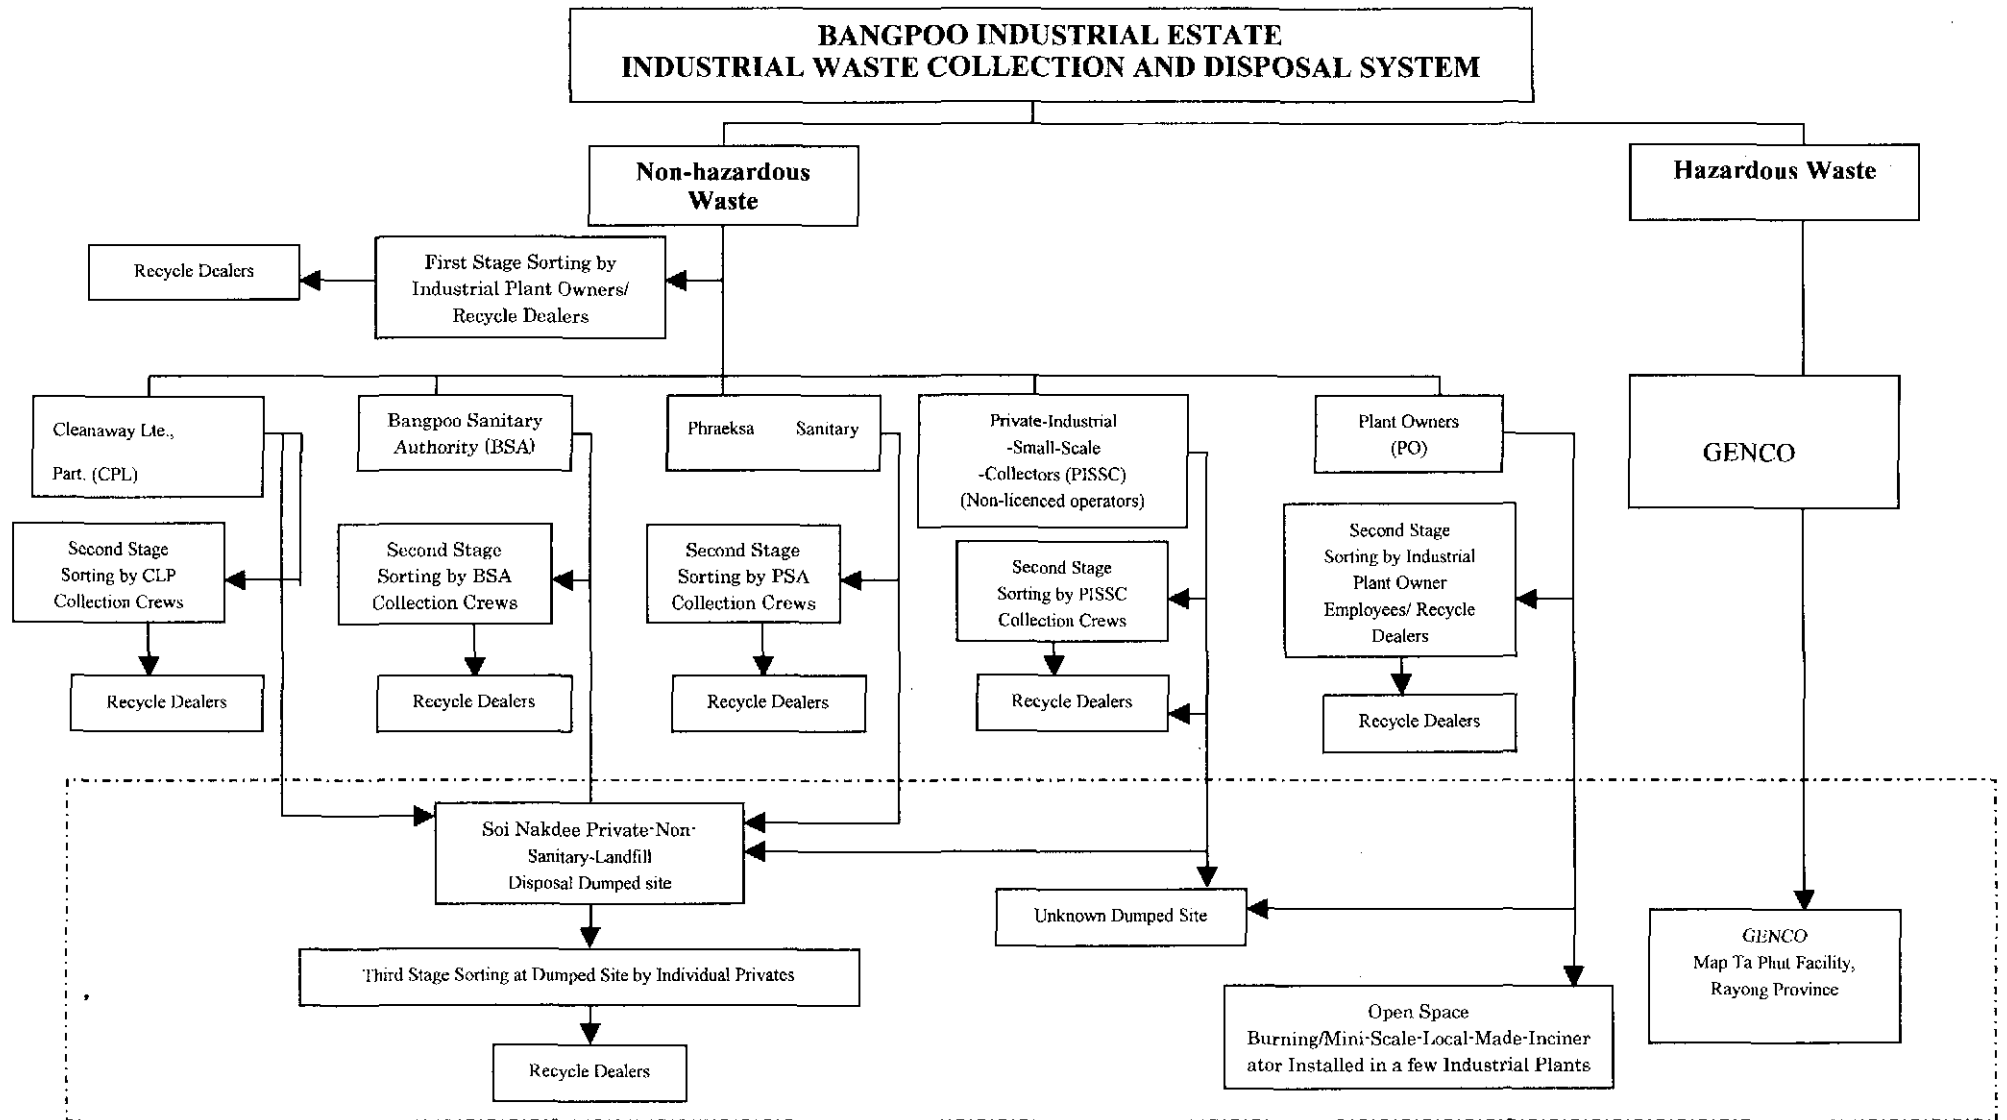 BANGPOO INDUSTRIAL ESTATE
INDUSTRIAL WASTE COLLECTION AND DISPOSAL SYSTEM
Non-hazardous
Waste
Hazardous Waste
Recycle Dealers
First Stage Sorting by
Industrial Plant Owners/
Recycle Dealers
Cleanaway Lte.,
Part. (CPL)
Bangpoo Sanitary
Authority (BSA)
Phraeksa Sanitary
Private-Industrial
-Small-Scale
-Collectors (PISSC)
(Non-licenced operators)
Plant Owners
(PO)
GENCO
Second Stage
Sorting by CLP
Collection Crews
Second Stage
Sorting by BSA
Collection Crews
Second Stage
Sorting by PSA
Collection Crews
Second Stage
Sorting by PISSC
Collection Crews
Second Stage
Sorting by Industrial
Plant Owner
Employees/ Recycle
Dealers
Recycle Dealers
Recycle Dealers
Recycle Dealers
Recycle Dealers
Recycle Dealers
Soi Nakdee Private-Non-
Sanitary-Landfill
Disposal Dumped site
Unknown Dumped Site
GENCO
Map Ta Phut Facility,
Rayong Province
Third Stage Sorting at Dumped Site by Individual Privates
Open Space
Burning/Mini-Scale-Local-Made-Inciner
ator Installed in a few Industrial Plants
Recycle Dealers